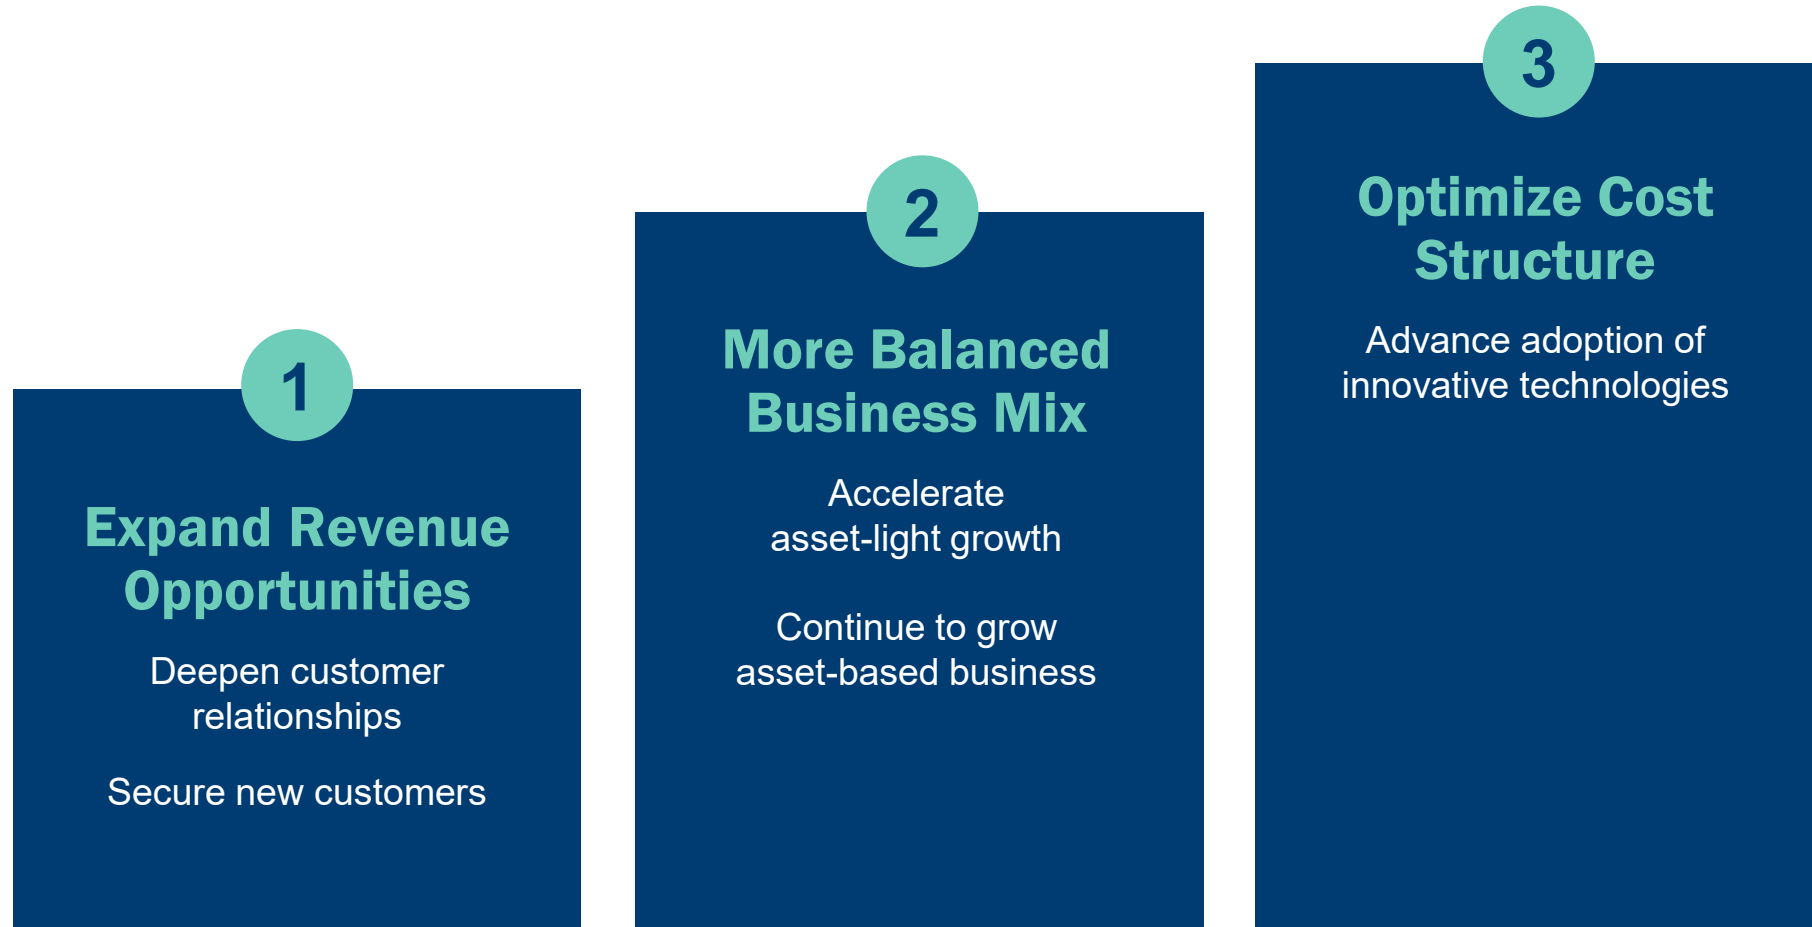 1
Expand Revenue
Opportunities
Deepen customer
relationships
Secure new customers
2
More Balanced
Business Mix
Accelerate
asset-light growth
Continue to grow
asset-based business
3
Optimize Cost
Structure
Advance adoption of
innovative technologies